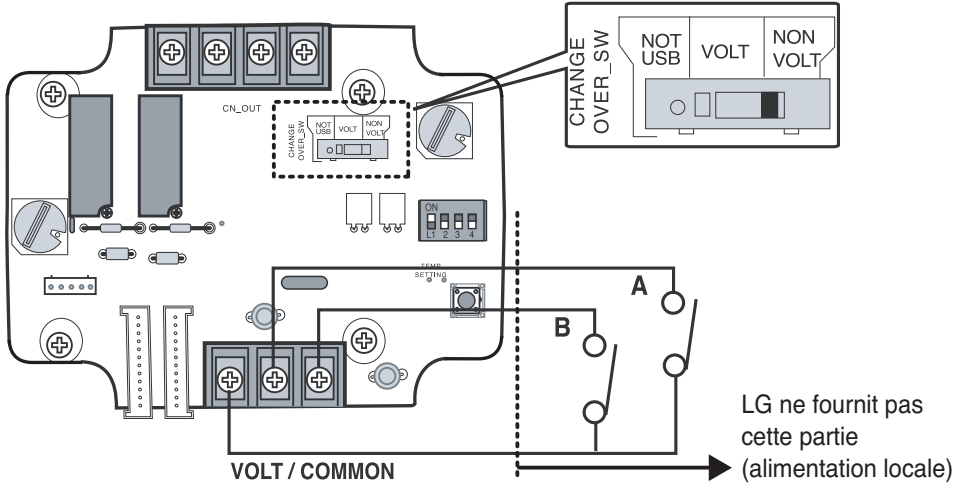 CHANGE
OVER_SW
NOT
USB
VOLT
NON
VOLT
CN_OUT
CHANGE
OVER_SW
NOT
USB
VOLT
NON
VOLT
ON
L1 2 3 4
TEMP
SETTING
A
B
VOLT / COMMON
LG ne fournit pas
cette partie
(alimentation locale)